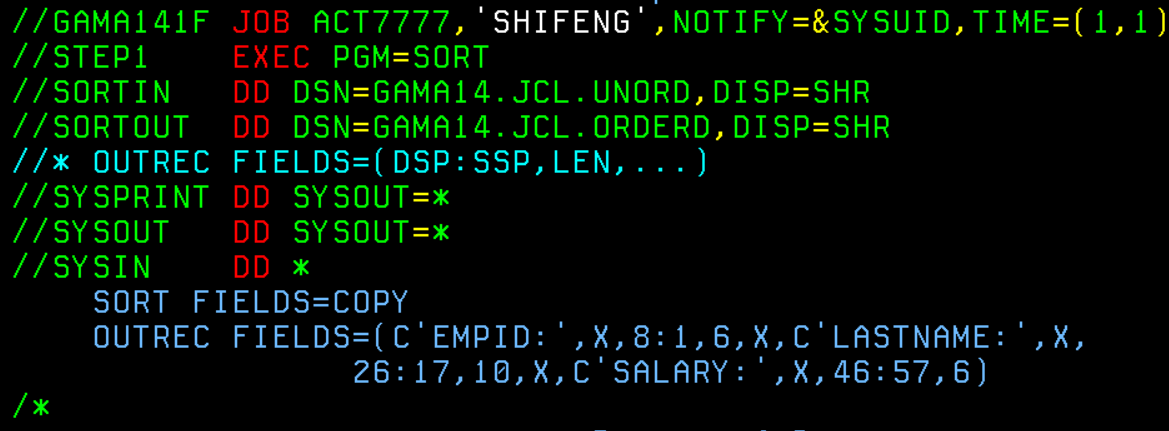 //GAMA141F JOB ACT7777,'SHIFENG',NOTIFY=&SYSUID,TIME=(1,1)
//STEP1    EXEC PGM=SORT
//SORTIN   DD DSN=GAMA14.JCL.UNORD,DISP=SHR
//SORTOUT  DD DSN=GAMA14.JCL.ORDERD,DISP=SHR
//* OUTREC FIELDS=(DSP:SSP,LEN,...)
//SYSPRINT DD SYSOUT=*
//SYSOUT   DD SYSOUT=*
//SYSIN    DD *
    SORT FIELDS=COPY
    OUTREC FIELDS=(C'EMPID:',X,8:1,6,X,C'LASTNAME:',X,
                 26:17,10,X,C'SALARY:',X,46:57,6)
/*